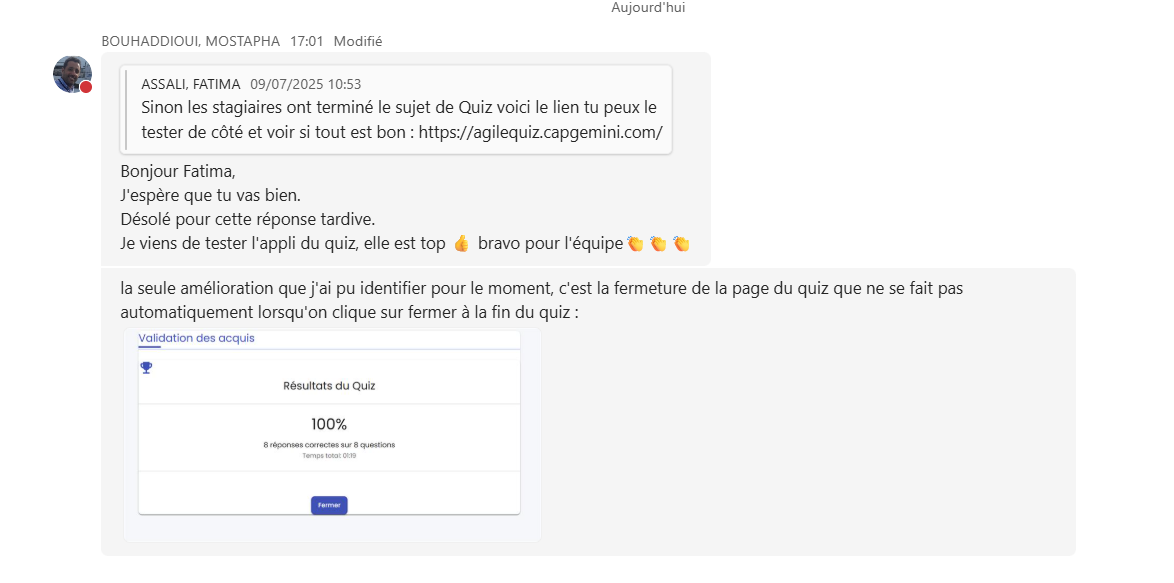 Aujourd'hui
BOUHADDIOUI, MOSTAPHA 17:01 Modifié
ASSALI, FATIMA 09/07/2025 10:53
Sinon les stagiaires ont terminé le sujet de Quiz voici le lien tu peux le
tester de côté et voir si tout est bon : https://agilequiz.capgemini.com/
Bonjour Fatima,
J'espère que tu vas bien.
Désolé pour cette réponse tardive.
Je viens de tester l'appli du quiz, elle est top 👍 bravo pour l'équipe👏 👏 👏
la seule amélioration que j'ai pu identifier pour le moment, c'est la fermeture de la page du quiz que ne se fait pas
automatiquement lorsqu'on clique sur fermer à la fin du quiz :
Validation des acquis
Résultats du Quiz
100%
8 réponses correctes sur 8 questions
Temps total: 01:19
Fermer